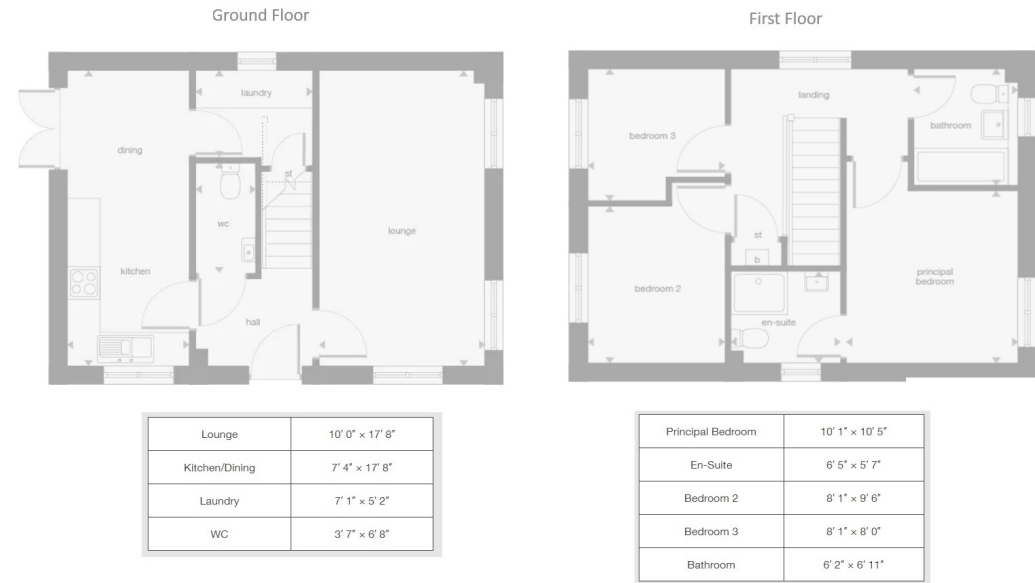 Ground Floor
laundry
dining
st
wc
lounge
kitchen
hall
Lounge 10' 0" × 17' 8"
Kitchen/Dining 7' 4" × 17' 8"
Laundry 7' 1" × 5' 2"
WC 3' 7" × 6' 8"
First Floor
landing
bedroom 3
bathroom
st
b
bedroom 2
principal
bedroom
en-suite
Principal Bedroom 10' 1" × 10' 5"
En-Suite 6' 5" × 5' 7"
Bedroom 2 8' 1" × 9' 6"
Bedroom 3 8' 1" × 8' 0"
Bathroom 6' 2" × 6' 11"